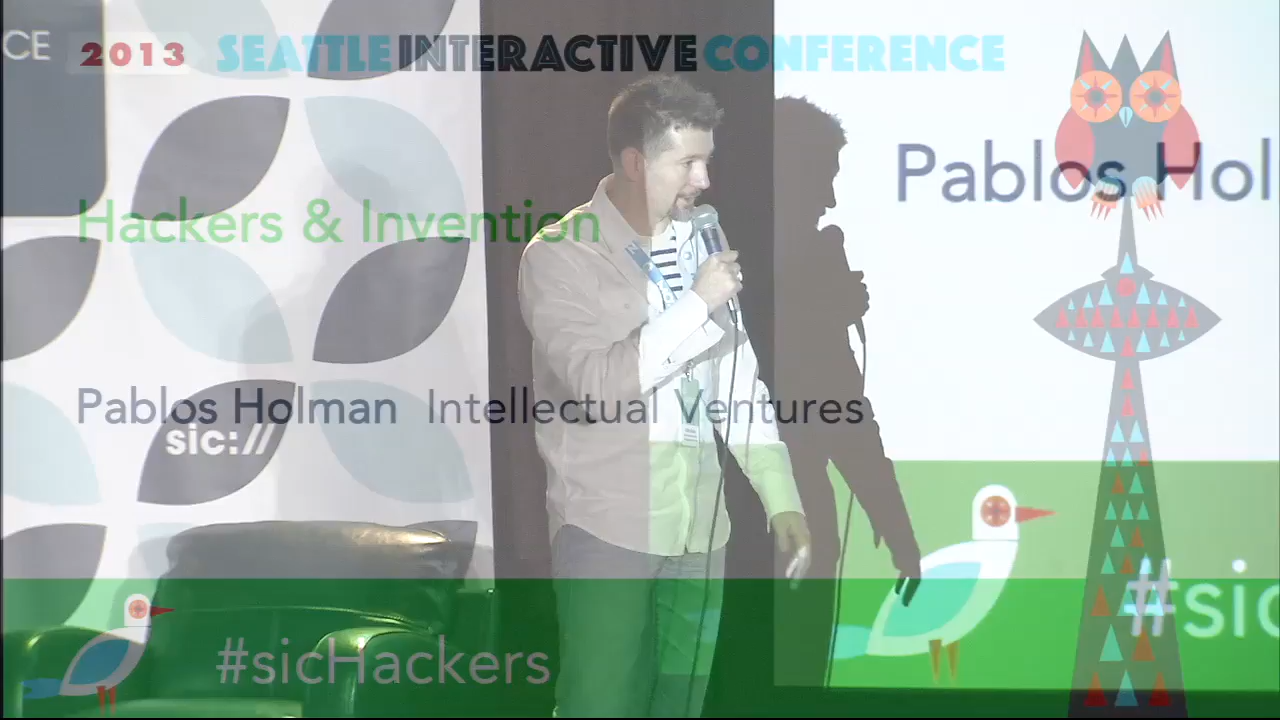 CE
2013 SEATTLE INTERACTIVE CONFERENCE
Pablos Hol
Hackers & Invention
Pablos Holman Intellectual Ventures
sic://
#sic
#sicHackers